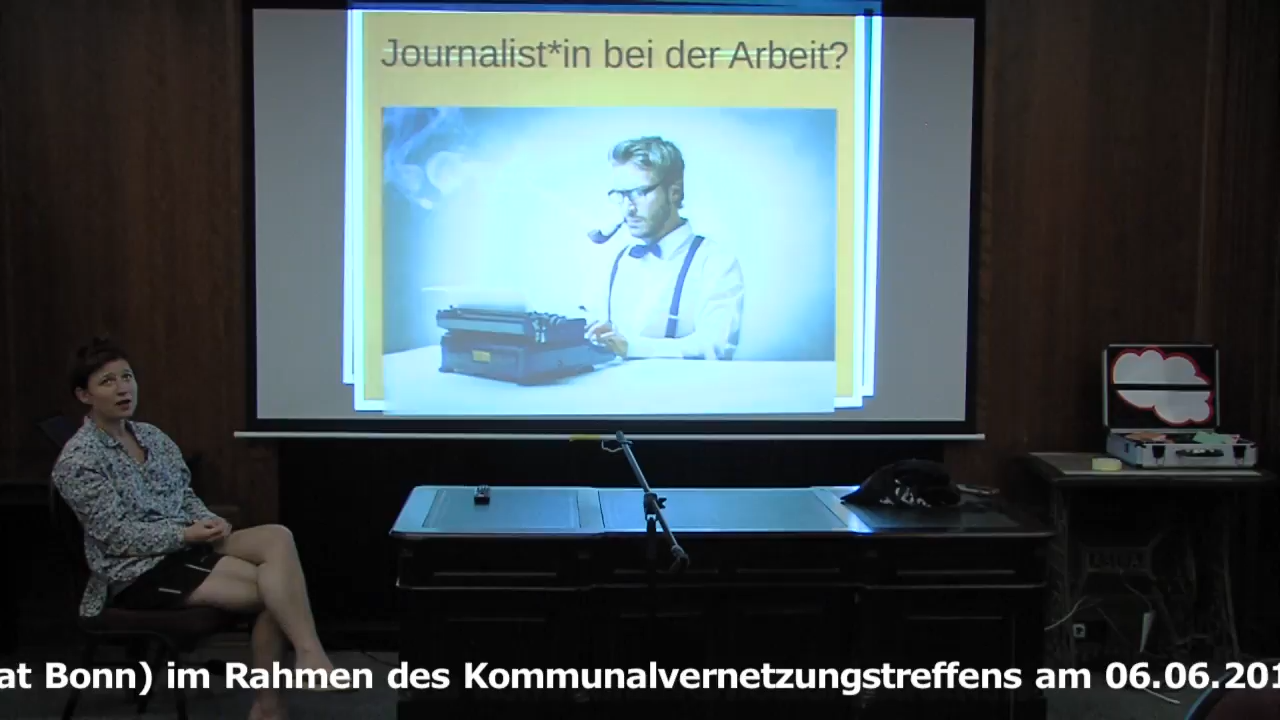 Journalist*in bei der Arbeit?
at Bonn) im Rahmen des Kommunalvernetzungstreffens am 06.06.201